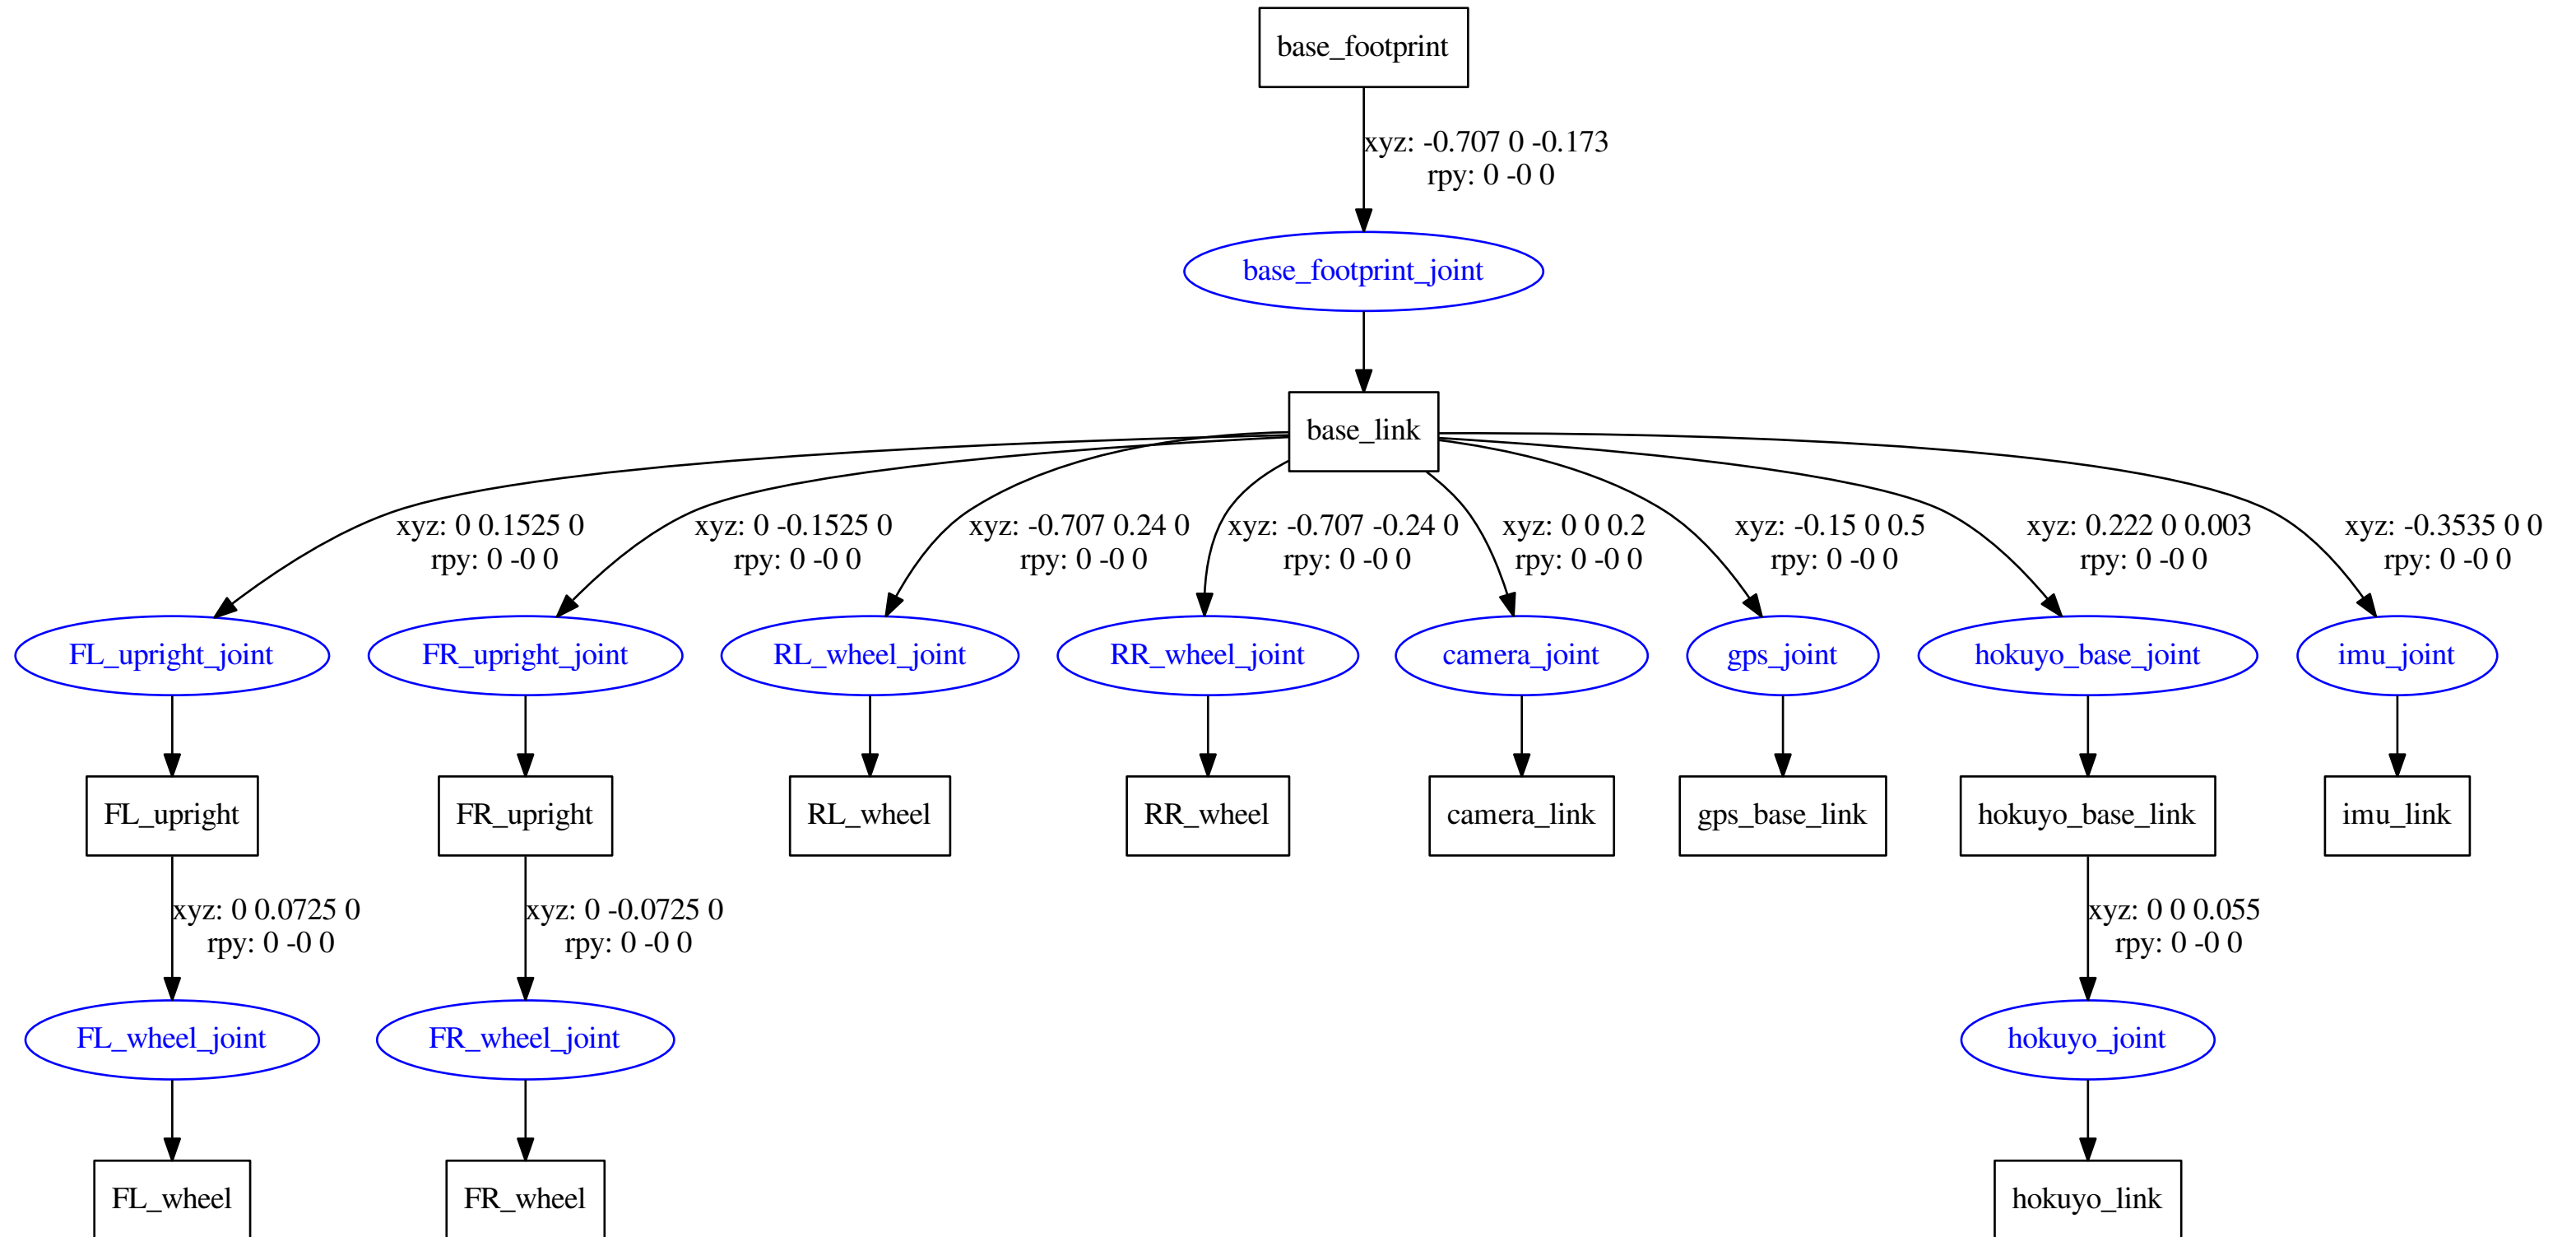 base_footprint
xyz: -0.707 0 -0.173
rpy: 0 -0 0
base_footprint_joint
base_link
xyz: 0 0.1525 0
rpy: 0 -0 0
xyz: 0 -0.1525 0
rpy: 0 -0 0
xyz: -0.707 0.24 0
rpy: 0 -0 0
xyz: -0.707 -0.24 0
rpy: 0 -0 0
xyz: 0 0 0.2
rpy: 0 -0 0
xyz: -0.15 0 0.5
rpy: 0 -0 0
xyz: 0.222 0 0.003
rpy: 0 -0 0
xyz: -0.3535 0 0
rpy: 0 -0 0
FL_upright_joint
FR_upright_joint
RL_wheel_joint
RR_wheel_joint
camera_joint
gps_joint
hokuyo_base_joint
imu_joint
FL_upright
FR_upright
RL_wheel
RR_wheel
camera_link
gps_base_link
hokuyo_base_link
imu_link
xyz: 0 0.0725 0
rpy: 0 -0 0
xyz: 0 -0.0725 0
rpy: 0 -0 0
xyz: 0 0 0.055
rpy: 0 -0 0
FL_wheel_joint
FR_wheel_joint
hokuyo_joint
FL_wheel
FR_wheel
hokuyo_link